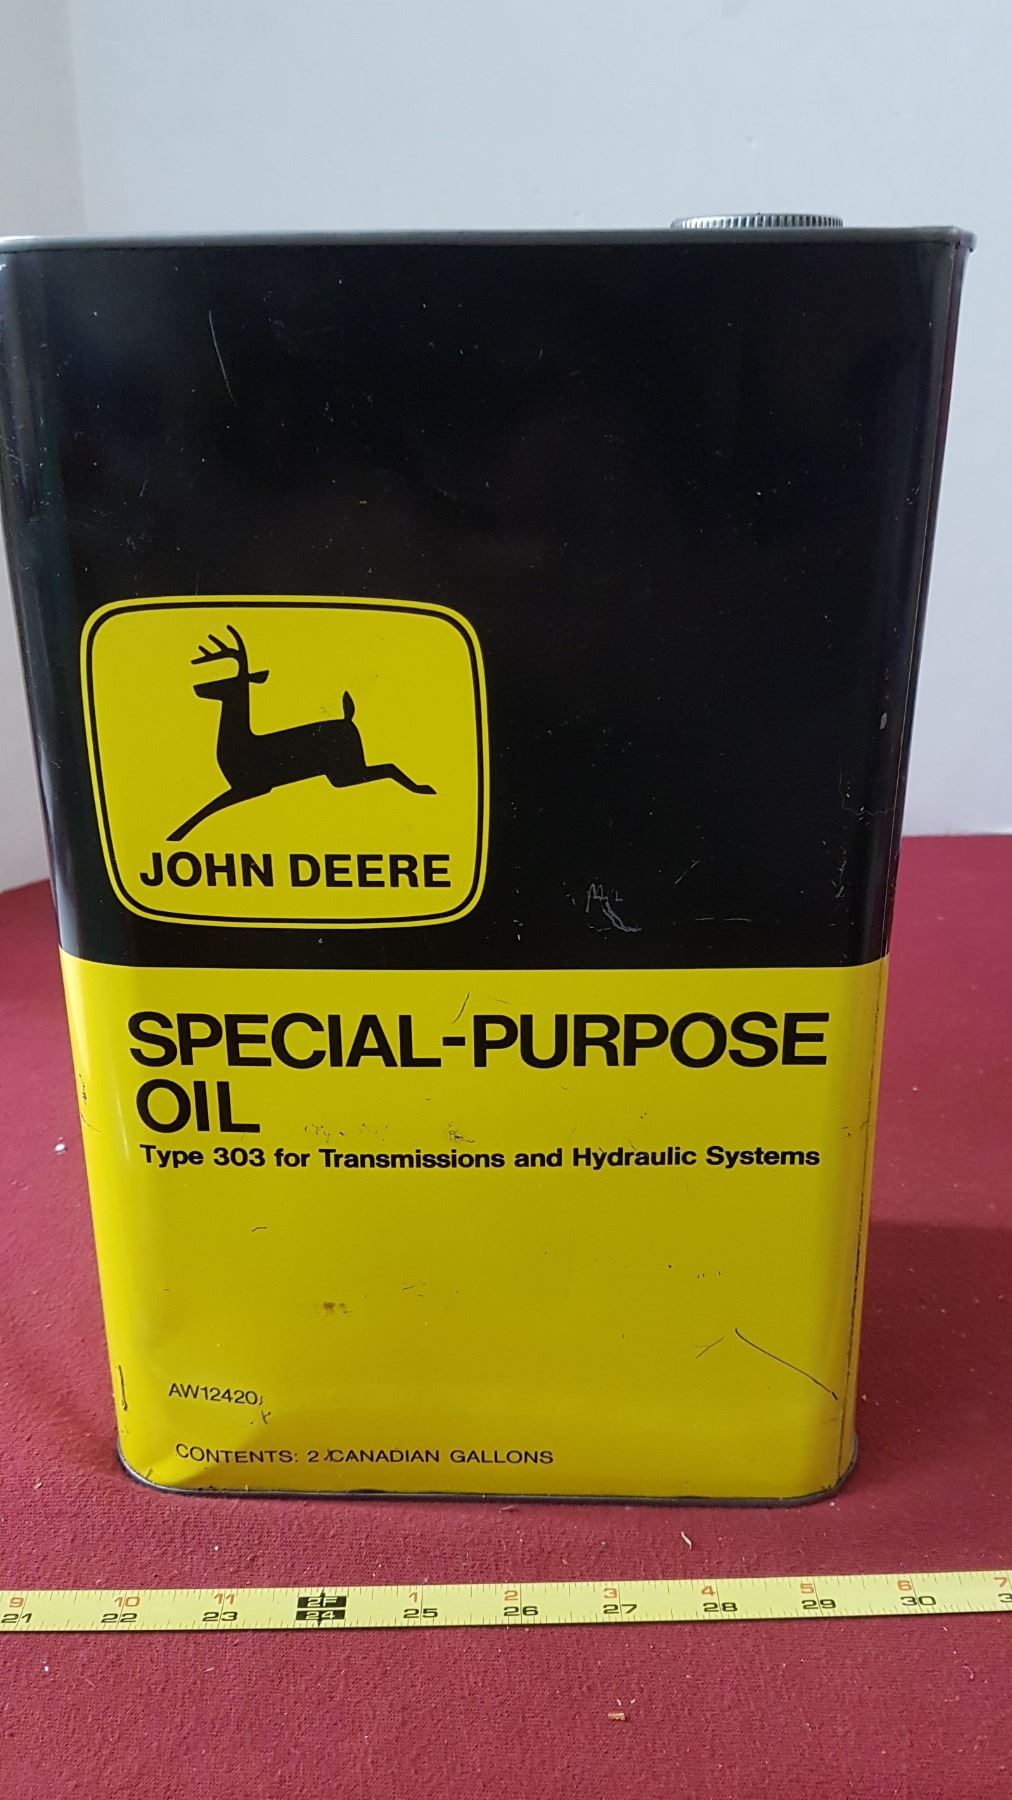 JOHN DEERE
SPECIAL-PURPOSE
OIL
Type 303 for Transmissions and Hydraulic Systems
AW12420
CONTENTS: 2 CANADIAN GALLONS
9 10 11 2F 1 2 3 4 5 6 7
21 22 23 24 25 26 27 28 29 30